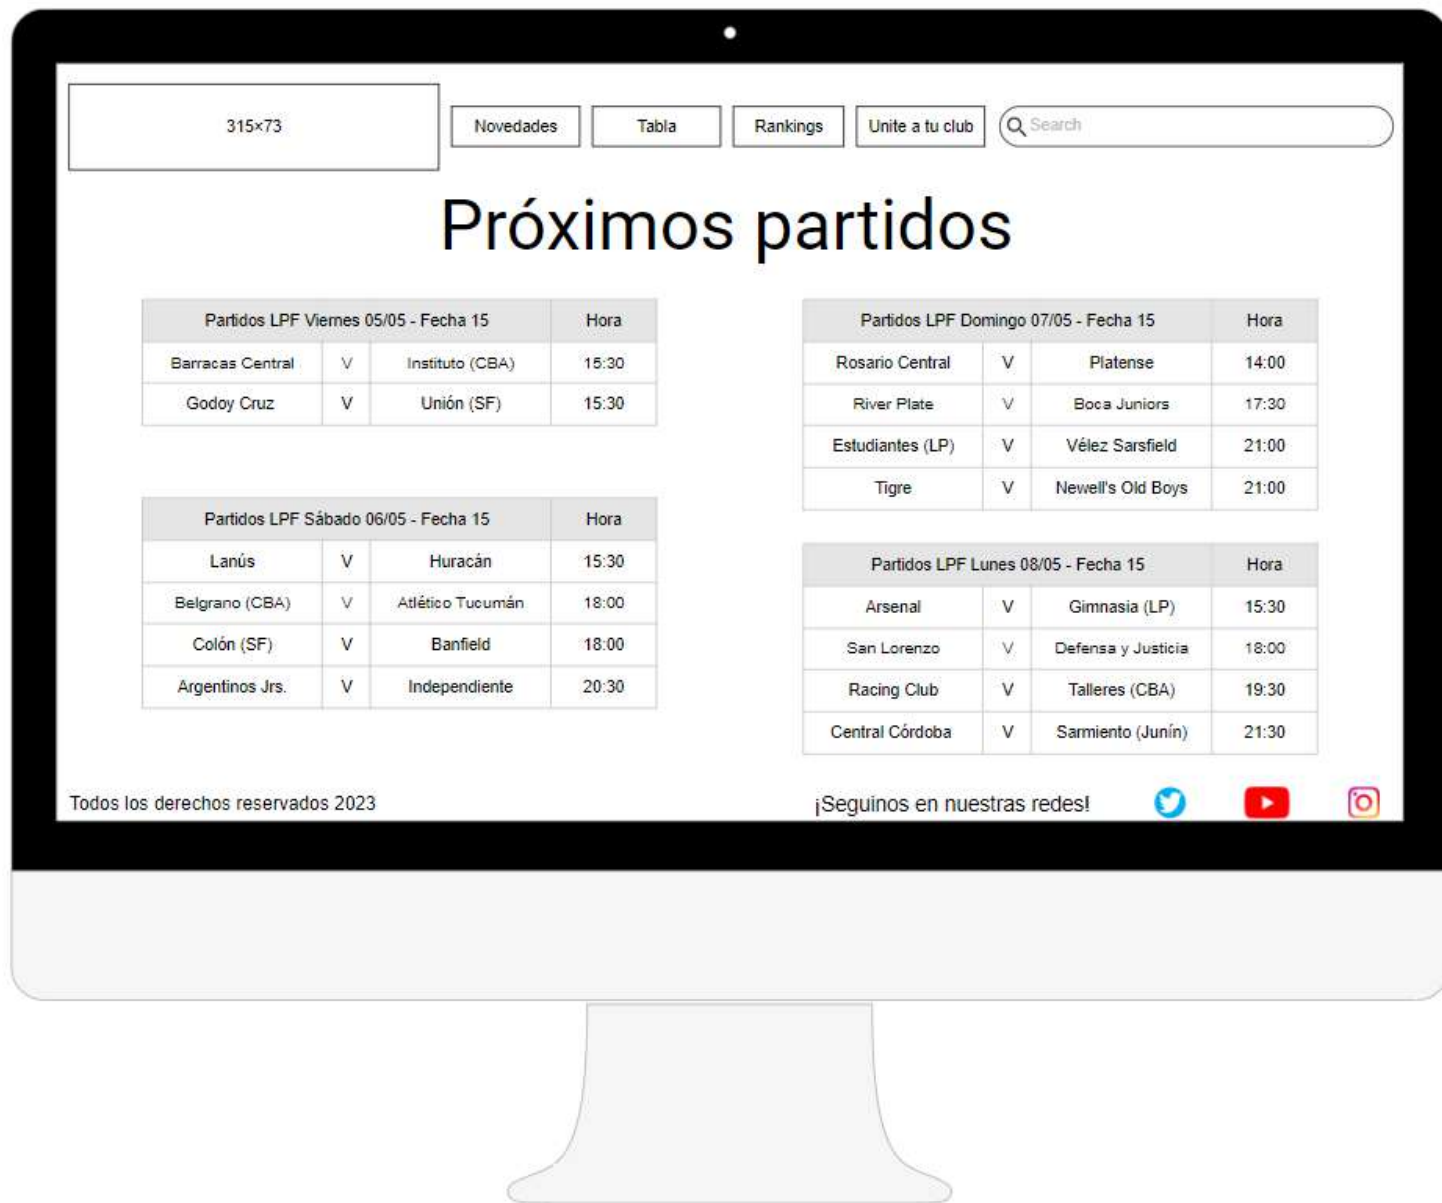 315×73
Novedades
Tabla
Rankings
Unite a tu club
Search
Próximos partidos
Partidos LPF Viernes 05/05 - Fecha 15 Hora
Barracas Central V Instituto (CBA) 15:30
Godoy Cruz V Unión (SF) 15:30
Partidos LPF Sábado 06/05 - Fecha 15 Hora
Lanús V Huracán 15:30
Belgrano (CBA) V Atlético Tucumán 18:00
Colón (SF) V Banfield 18:00
Argentinos Jrs. V Independiente 20:30
Partidos LPF Domingo 07/05 - Fecha 15 Hora
Rosario Central V Platense 14:00
River Plate V Boca Juniors 17:30
Estudiantes (LP) V Vélez Sarsfield 21:00
Tigre V Newell's Old Boys 21:00
Partidos LPF Lunes 08/05 - Fecha 15 Hora
Arsenal V Gimnasia (LP) 15:30
San Lorenzo V Defensa y Justicia 18:00
Racing Club V Talleres (CBA) 19:30
Central Córdoba V Sarmiento (Junín) 21:30
Todos los derechos reservados 2023
¡Seguinos en nuestras redes!